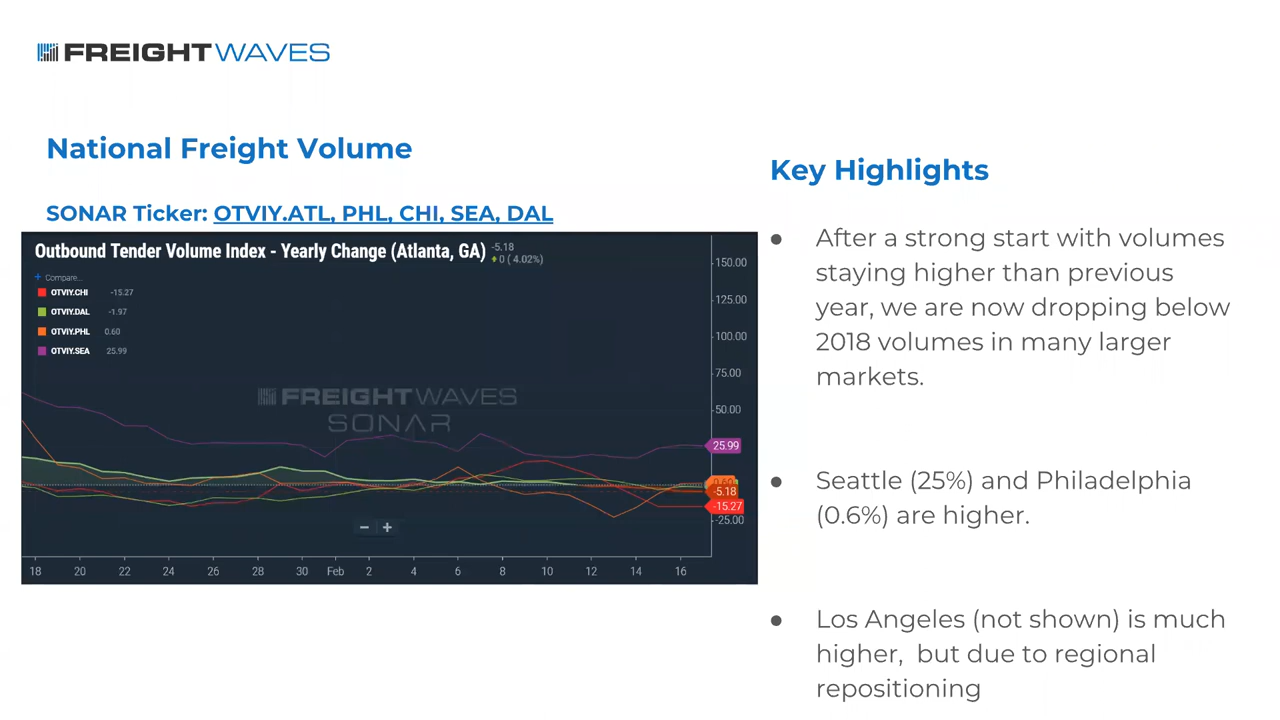 FREIGHTWAVES
National Freight Volume
SONAR Ticker: OTVIY.ATL, PHL, CHI, SEA, DAL
Outbound Tender Volume Index - Yearly Change (Atlanta, GA)
-5.18
0 ( 4.02%)
+ Compare...
OTVIY.CHI -15.27
OTVIY.DAL -1.97
OTVIY.PHL 0.60
OTVIY.SEA 25.99
FREIGHTWAVES
SONAR
150.00
125.00
100.00
75.00
50.00
25.99
-5.18
-15.27
-25.00
18 20 22 24 26 28 30 Feb 2 4 6 8 10 12 14 16
Key Highlights
● After a strong start with volumes
staying higher than previous
year, we are now dropping below
2018 volumes in many larger
markets.
● Seattle (25%) and Philadelphia
(0.6%) are higher.
● Los Angeles (not shown) is much
higher,  but due to regional
repositioning